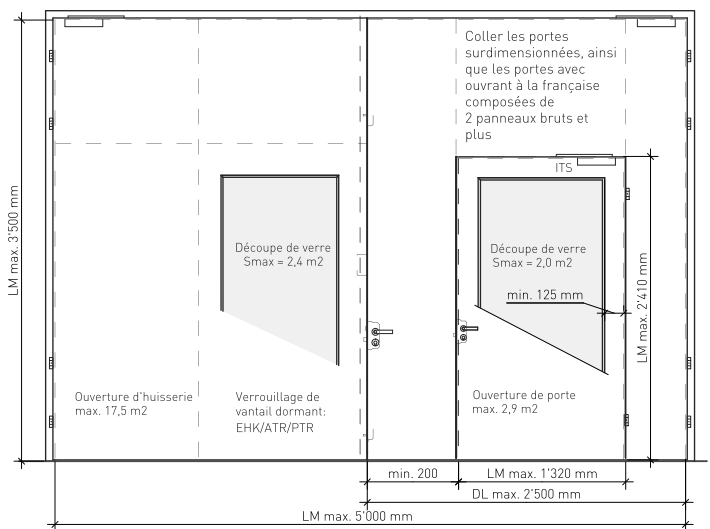 Coller les portes
surdimensionnées, ainsi
que les portes avec
ouvrant à la française
composées de
2 panneaux bruts et
plus
ITS
LM max. 3'500 mm
Découpe de verre
Smax = 2,4 m2
Découpe de verre
Smax = 2,0 m2
min. 125 mm
LM max. 2'410 mm
Ouverture d'huisserie
max. 17,5 m2
Verrouillage de
vantail dormant:
EHK/ATR/PTR
Ouverture de porte
max. 2,9 m2
min. 200
LM max. 1'320 mm
DL max. 2'500 mm
LM max. 5'000 mm